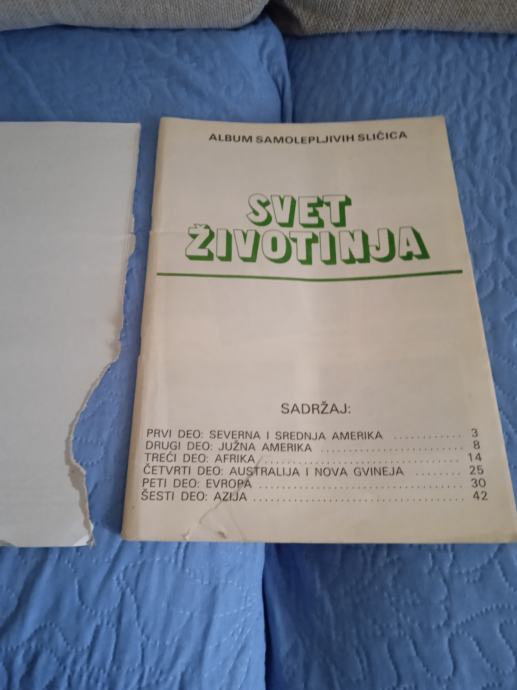 ALBUM SAMOLEPLJIVIH SLIČICA
SVET
ŽIVOTINJA
SADRŽAJ:
PRVI DEO: SEVERNA I SREDNJA AMERIKA ........... 3
DRUGI DEO: JUŽNA AMERIKA ........................ 8
TREĆI DEO: AFRIKA ................................... 14
ČETVRTI DEO: AUSTRALIJA I NOVA GVINEJA ........ 25
PETI DEO: EVROPA .................................... 30
ŠESTI DEO: AZIJA ..................................... 42